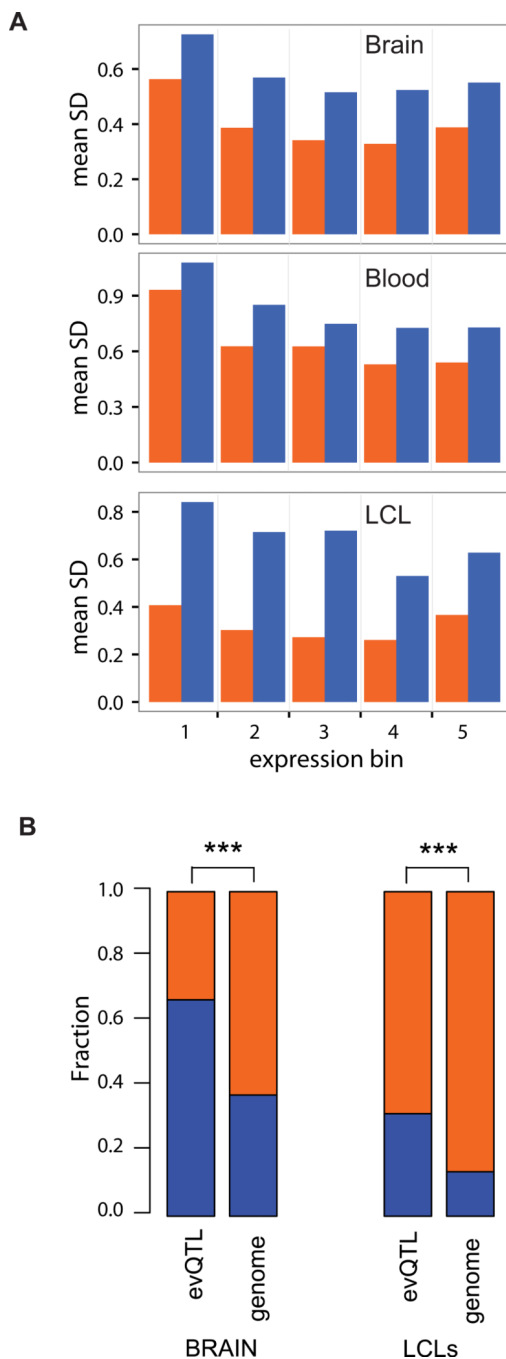 A
Brain
mean SD
0.6
0.4
0.2
0.0
Blood
mean SD
0.9
0.6
0.3
0.0
LCL
mean SD
0.8
0.6
0.4
0.2
0.0
1 2 3 4 5
expression bin
B
*** ***
Fraction
1.0
0.8
0.6
0.4
0.2
0.0
evQTL genome evQTL genome
BRAIN LCLs